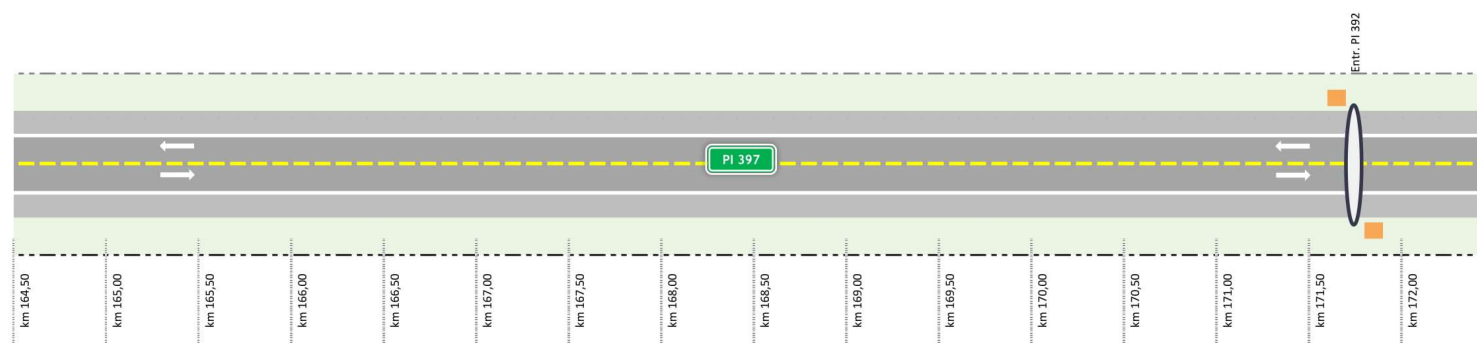 Entr. PI 392
PI 397
km 164,50
km 165,00
km 165,50
km 166,00
km 166,50
km 167,00
km 167,50
km 168,00
km 168,50
km 169,00
km 169,50
km 170,00
km 170,50
km 171,00
km 171,50
km 172,00